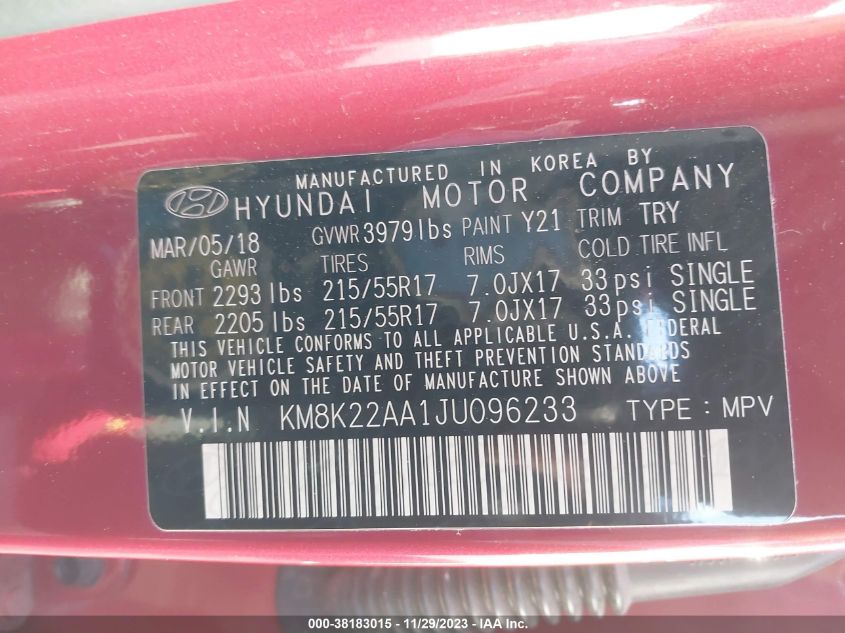 MANUFACTURED IN KOREA BY
HYUNDAI MOTOR COMPANY
MAR/05/18 GVWR 3979lbs PAINT Y21 TRIM TRY
GAWR TIRES RIMS COLD TIRE INFL
FRONT 2293 lbs 215/55R17 7.0JX17 33psi SINGLE
REAR 2205 lbs 215/55R17 7.0JX17 33psi SINGLE
THIS VEHICLE CONFORMS TO ALL APPLICABLE U.S.A. FEDERAL
MOTOR VEHICLE SAFETY AND THEFT PREVENTION STANDARDS
IN EFFECT ON THE DATE OF MANUFACTURE SHOWN ABOVE
V.I.N KM8K22AA1JU096233 TYPE : MPV
000-38183015 - 11/29/2023 - IAA Inc.